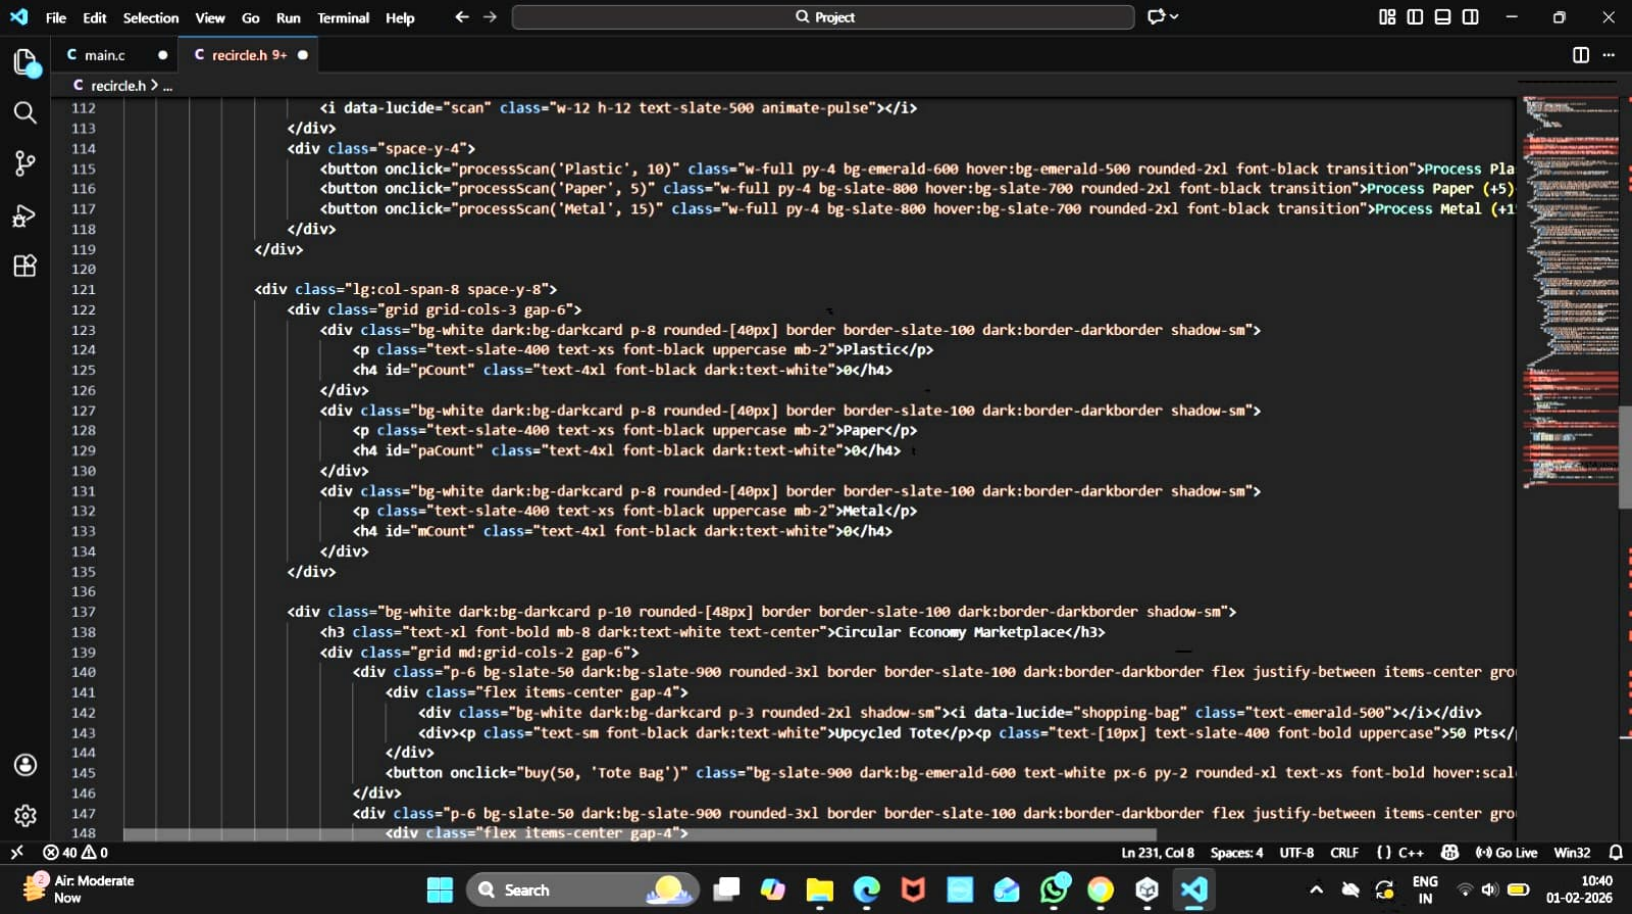 File Edit Selection View Go Run Terminal Help Project
main.c recircle.h 9+
recircle.h > ...
112 <i data-lucide="scan" class="w-12 h-12 text-slate-500 animate-pulse"></i>
113 </div>
114 <div class="space-y-4">
115 <button onclick="processScan('Plastic', 10)" class="w-full py-4 bg-emerald-600 hover:bg-emerald-500 rounded-2xl font-black transition">Process Pla
116 <button onclick="processScan('Paper', 5)" class="w-full py-4 bg-slate-800 hover:bg-slate-700 rounded-2xl font-black transition">Process Paper (+5)
117 <button onclick="processScan('Metal', 15)" class="w-full py-4 bg-slate-800 hover:bg-slate-700 rounded-2xl font-black transition">Process Metal (+1
118 </div>
119 </div>
120
121 <div class="lg:col-span-8 space-y-8">
122 <div class="grid grid-cols-3 gap-6">
123 <div class="bg-white dark:bg-darkcard p-8 rounded-[40px] border border-slate-100 dark:border-darkborder shadow-sm">
124 <p class="text-slate-400 text-xs font-black uppercase mb-2">Plastic</p>
125 <h4 id="pCount" class="text-4xl font-black dark:text-white">0</h4>
126 </div>
127 <div class="bg-white dark:bg-darkcard p-8 rounded-[40px] border border-slate-100 dark:border-darkborder shadow-sm">
128 <p class="text-slate-400 text-xs font-black uppercase mb-2">Paper</p>
129 <h4 id="paCount" class="text-4xl font-black dark:text-white">0</h4>
130 </div>
131 <div class="bg-white dark:bg-darkcard p-8 rounded-[40px] border border-slate-100 dark:border-darkborder shadow-sm">
132 <p class="text-slate-400 text-xs font-black uppercase mb-2">Metal</p>
133 <h4 id="mCount" class="text-4xl font-black dark:text-white">0</h4>
134 </div>
135 </div>
136
137 <div class="bg-white dark:bg-darkcard p-10 rounded-[48px] border border-slate-100 dark:border-darkborder shadow-sm">
138 <h3 class="text-xl font-bold mb-8 dark:text-white text-center">Circular Economy Marketplace</h3>
139 <div class="grid md:grid-cols-2 gap-6">
140 <div class="p-6 bg-slate-50 dark:bg-slate-900 rounded-3xl border border-slate-100 dark:border-darkborder flex justify-between items-center gro
141 <div class="flex items-center gap-4">
142 <div class="bg-white dark:bg-darkcard p-3 rounded-2xl shadow-sm"><i data-lucide="shopping-bag" class="text-emerald-500"></i></div>
143 <div><p class="text-sm font-black dark:text-white">Upcycled Tote</p><p class="text-[10px] text-slate-400 font-bold uppercase">50 Pts</
144 </div>
145 <button onclick="buy(50, 'Tote Bag')" class="bg-slate-900 dark:bg-emerald-600 text-white px-6 py-2 rounded-xl text-xs font-bold hover:scal
146 </div>
147 <div class="p-6 bg-slate-50 dark:bg-slate-900 rounded-3xl border border-slate-100 dark:border-darkborder flex justify-between items-center gro
148 <div class="flex items-center gap-4">
40 0 Ln 231, Col 8 Spaces: 4 UTF-8 CRLF {} C++ Go Live Win32
2 Air: Moderate
Now
Search
ENG
IN
10:40
01-02-2026